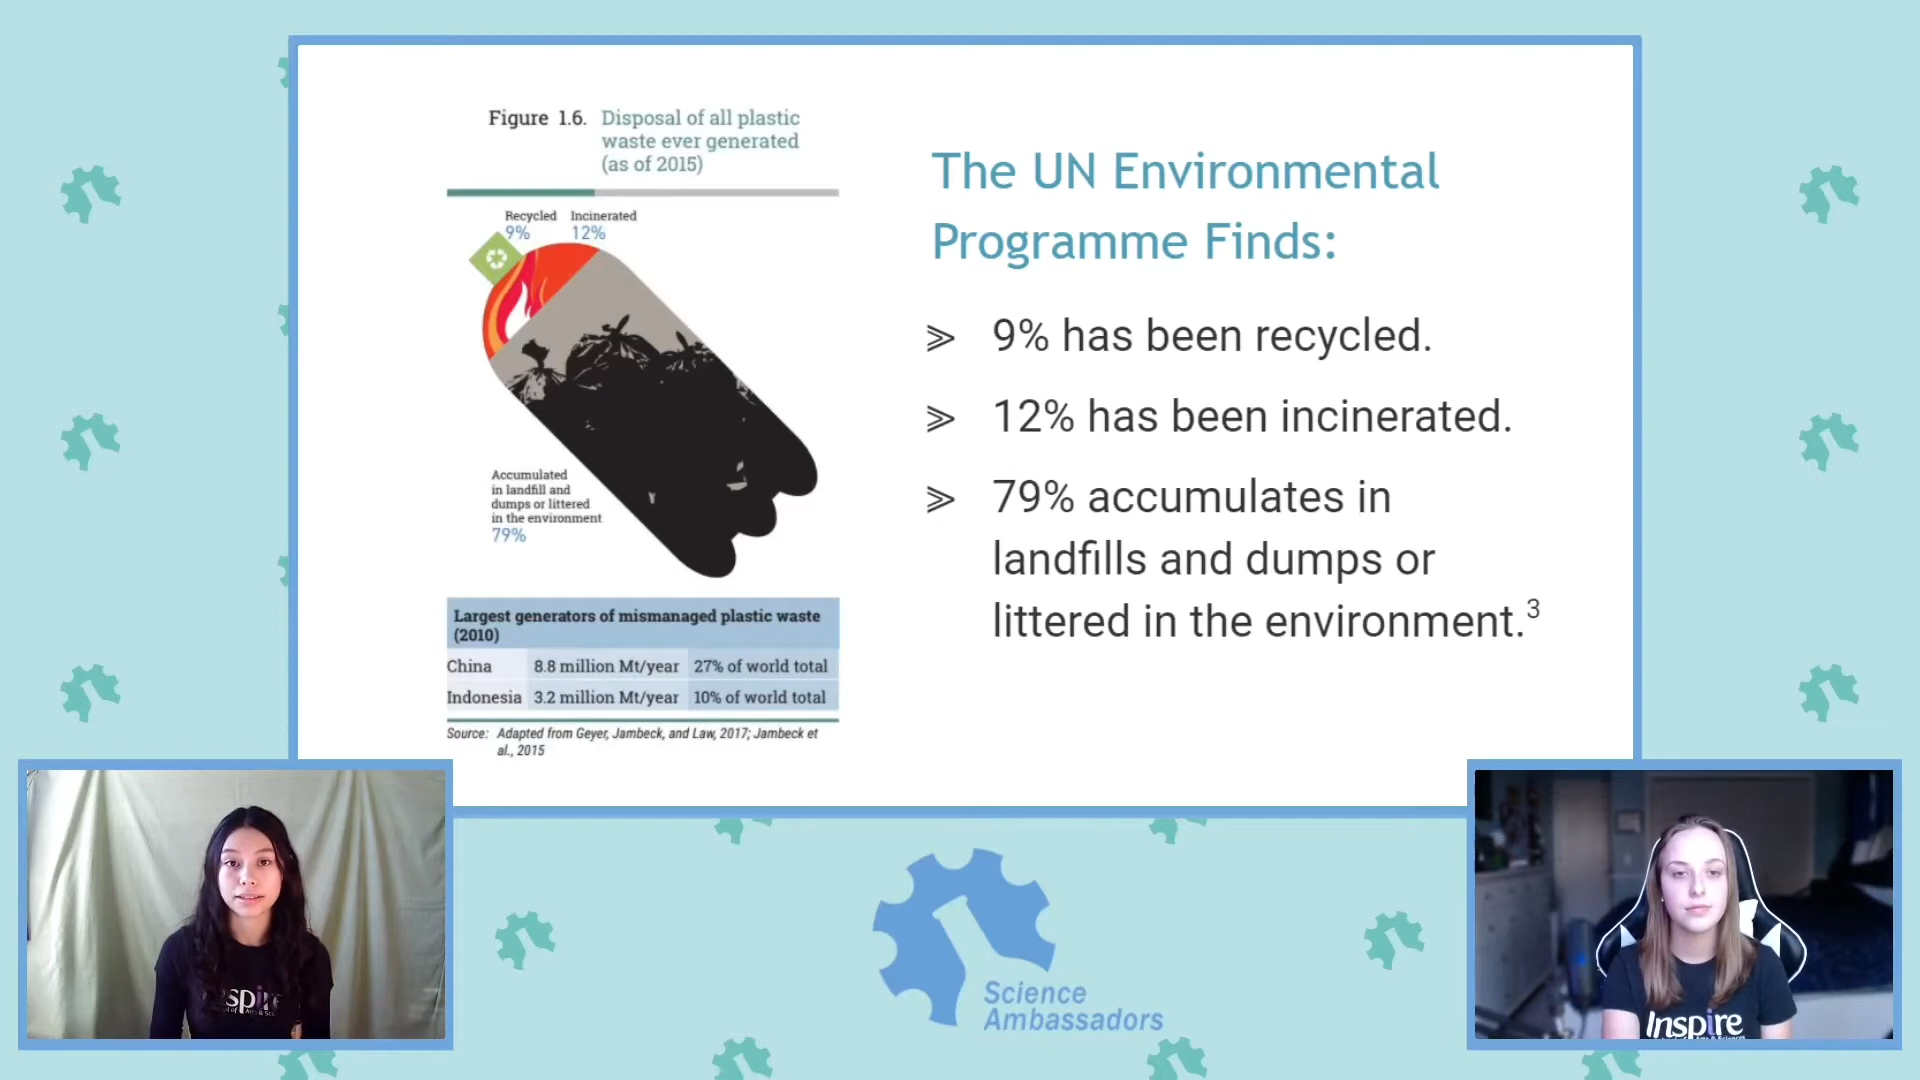 Figure 1.6. Disposal of all plastic
waste ever generated
(as of 2015)
Recycled Incinerated
9% 12%
Accumulated
in landfill and
dumps or littered
in the environment
79%
Largest generators of mismanaged plastic waste
(2010)
China 8.8 million Mt/year 27% of world total
Indonesia 3.2 million Mt/year 10% of world total
Source: Adapted from Geyer, Jambeck, and Law, 2017; Jambeck et
al., 2015
The UN Environmental
Programme Finds:
⪢ 9% has been recycled.
⪢ 12% has been incinerated.
⪢ 79% accumulates in
landfills and dumps or
littered in the environment.³
Science
Ambassadors
Inspire